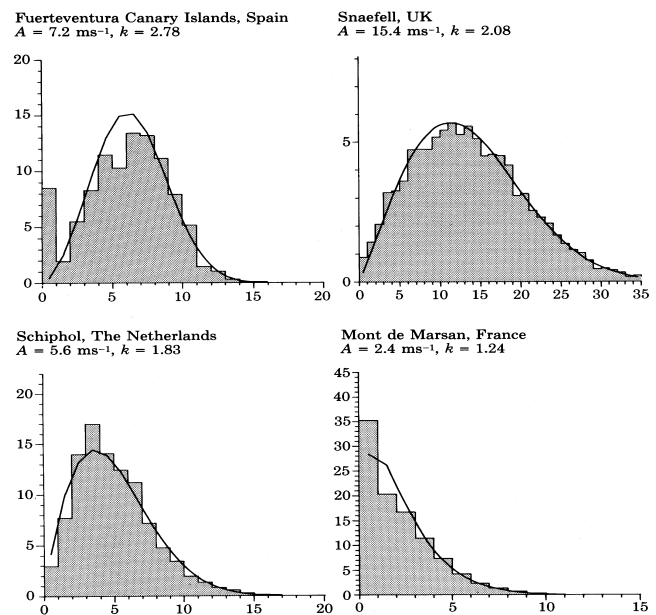 Fuerteventura Canary Islands, Spain
A = 7.2 ms⁻¹, k = 2.78
20
15
10
5
0
0 5 10 15 20
Snaefell, UK
A = 15.4 ms⁻¹, k = 2.08
5
0
0 5 10 15 20 25 30 35
Schiphol, The Netherlands
A = 5.6 ms⁻¹, k = 1.83
20
15
10
5
0
0 5 10 15 20
Mont de Marsan, France
A = 2.4 ms⁻¹, k = 1.24
45
40
35
30
25
20
15
10
5
0
0 5 10 15